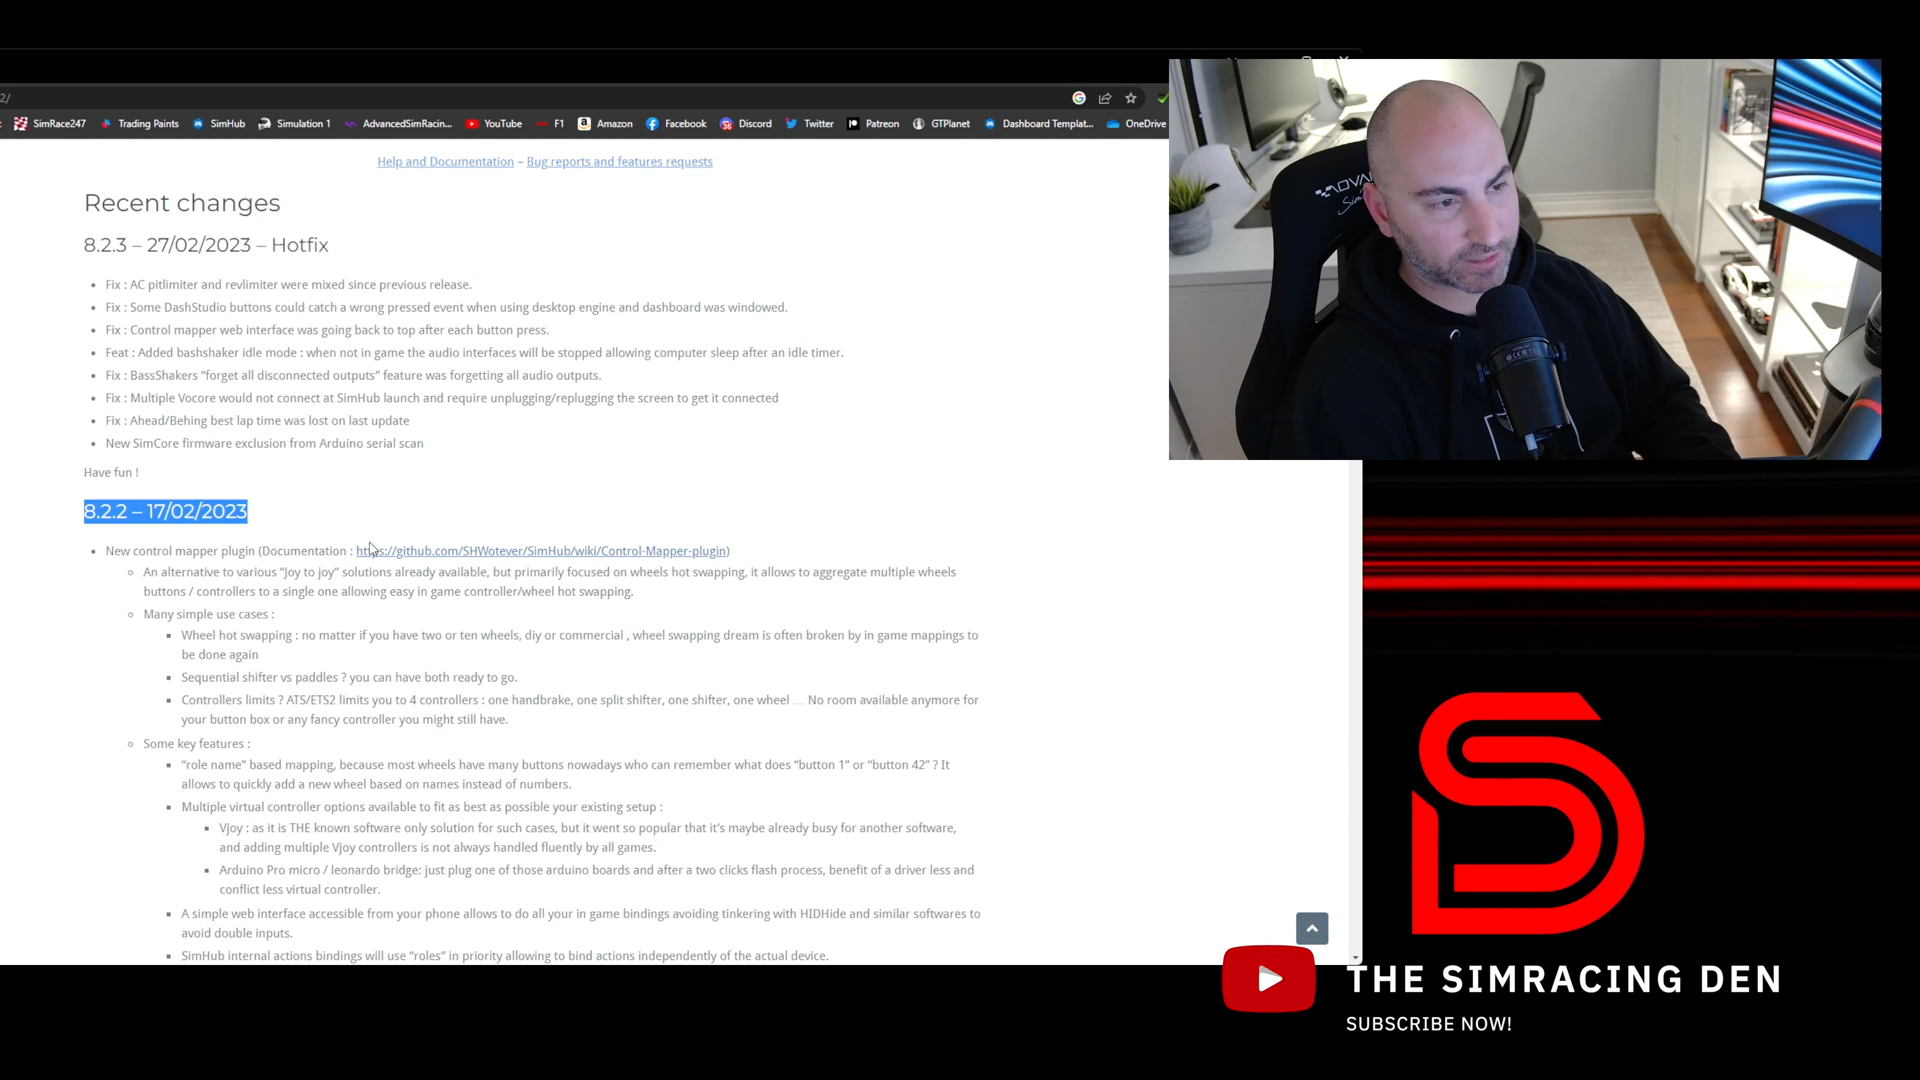 2/
SimRace247 Trading Paints SimHub Simulation 1 AdvancedSimRacin... YouTube F1 Amazon Facebook Discord Twitter Patreon GTPlanet Dashboard Templat... OneDrive
Help and Documentation – Bug reports and features requests
Recent changes
8.2.3 – 27/02/2023 – Hotfix
• Fix : AC pitlimiter and revlimiter were mixed since previous release.
• Fix : Some DashStudio buttons could catch a wrong pressed event when using desktop engine and dashboard was windowed.
• Fix : Control mapper web interface was going back to top after each button press.
• Feat : Added bashshaker idle mode : when not in game the audio interfaces will be stopped allowing computer sleep after an idle timer.
• Fix : BassShakers “forget all disconnected outputs” feature was forgetting all audio outputs.
• Fix : Multiple Vocore would not connect at SimHub launch and require unplugging/replugging the screen to get it connected
• Fix : Ahead/Behing best lap time was lost on last update
• New SimCore firmware exclusion from Arduino serial scan
Have fun !
8.2.2 – 17/02/2023
• New control mapper plugin (Documentation : https://github.com/SHWotever/SimHub/wiki/Control-Mapper-plugin)
An alternative to various “Joy to joy” solutions already available, but primarily focused on wheels hot swapping, it allows to aggregate multiple wheels
buttons / controllers to a single one allowing easy in game controller/wheel hot swapping.
Many simple use cases :
Wheel hot swapping : no matter if you have two or ten wheels, diy or commercial , wheel swapping dream is often broken by in game mappings to
be done again
Sequensial shifter vs paddles ? you can have both ready to go.
Controllers limits ? ATS/ETS2 limits you to 4 controllers : one handbrake, one split shifter, one shifter, one wheel … No room available anymore for
your button box or any fancy controller you might still have.
Some key features :
“role name” based mapping, because most wheels have many buttons nowadays who can remember what does “button 1” or “button 42” ? It
allows to quickly add a new wheel based on names instead of numbers.
Multiple virtual controller options available to fit as best as possible your existing setup :
Vjoy : as it is THE known software only solution for such cases, but it went so popular that it’s maybe already busy for another software,
and adding multiple Vjoy controllers is not always handled fluently by all games.
Arduino Pro micro / leonardo bridge: just plug one of those arduino boards and after a two clicks flash process, benefit of a driver less and
conflict less virtual controller.
A simple web interface accessible from your phone allows to do all your in game bindings avoiding tinkering with HIDHide and similar softwares to
avoid double inputs.
SimHub internal actions bindings will use “roles” in priority allowing to bind actions independently of the actual device.
THE SIMRACING DEN
SUBSCRIBE NOW!